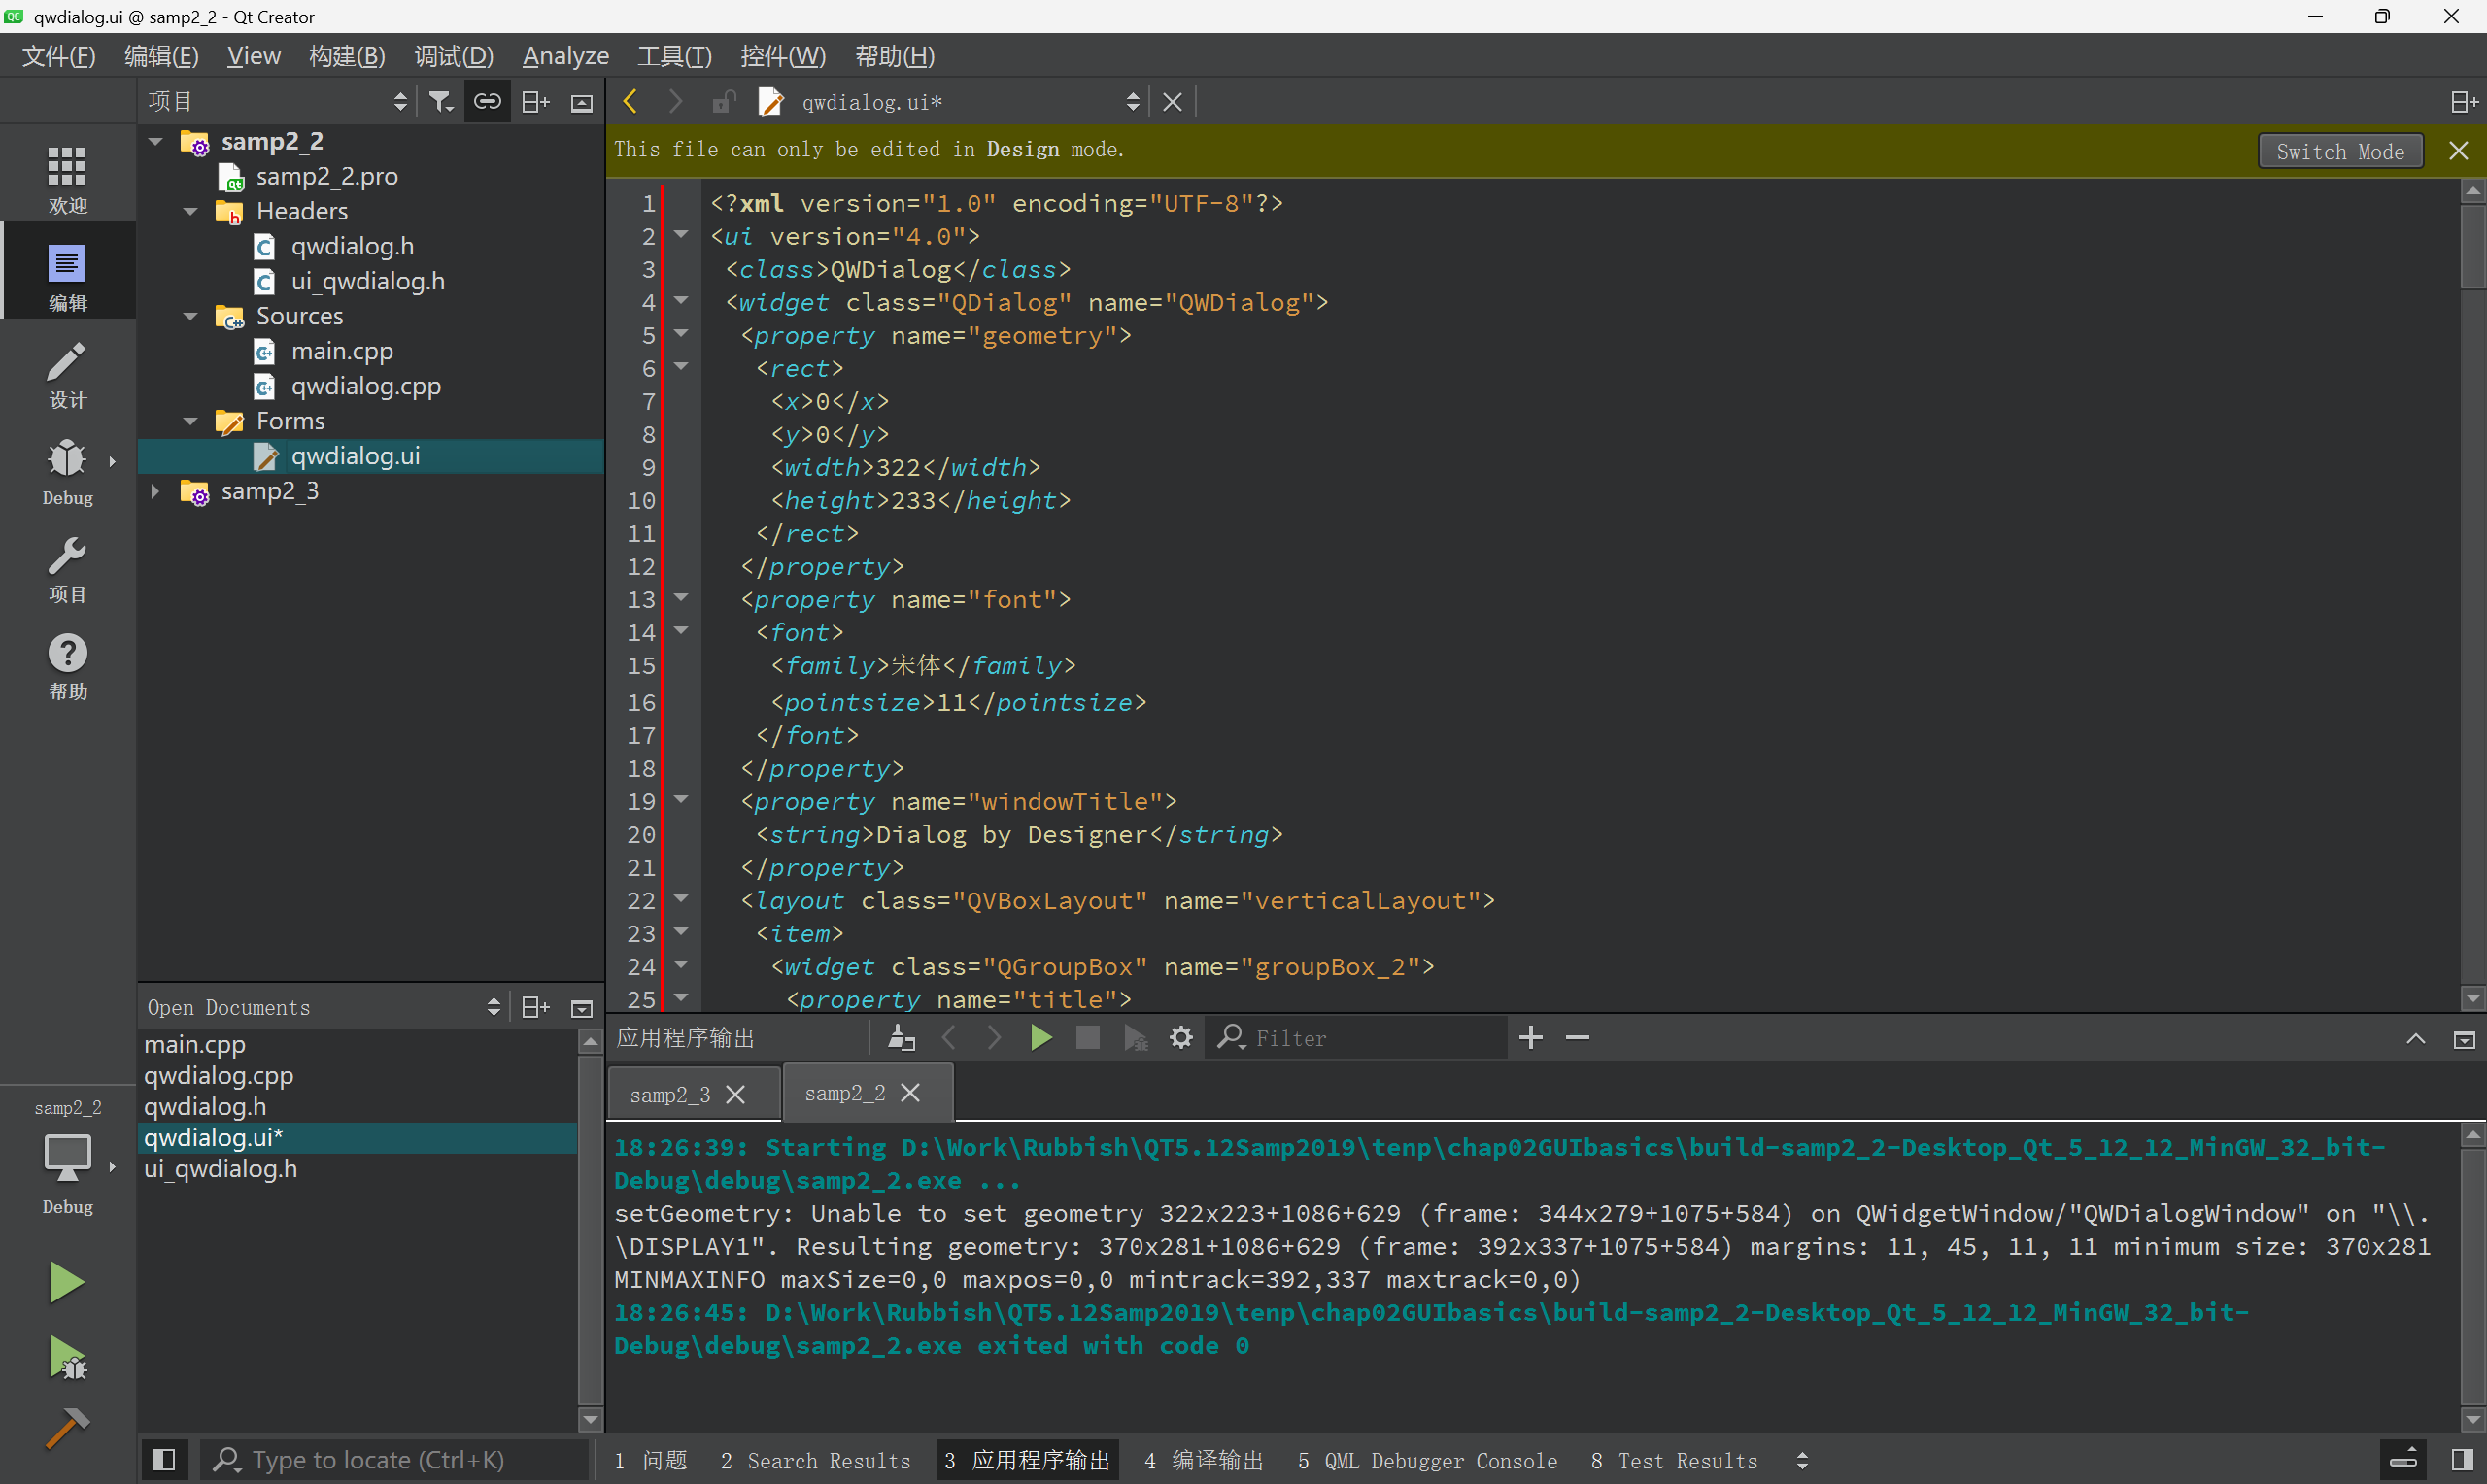 qwdialog.ui @ samp2_2 - Qt Creator
文件(F) 编辑(E) View 构建(B) 调试(D) Analyze 工具(T) 控件(W) 帮助(H)
项目
qwdialog.ui*
欢迎
编辑
设计
Debug
项目
帮助
samp2_2
samp2_2.pro
Headers
qwdialog.h
ui_qwdialog.h
Sources
main.cpp
qwdialog.cpp
Forms
qwdialog.ui
samp2_3
This file can only be edited in Design mode.
Switch Mode
1 <?xml version="1.0" encoding="UTF-8"?>
2 <ui version="4.0">
3 <class>QWDialog</class>
4 <widget class="QDialog" name="QWDialog">
5 <property name="geometry">
6 <rect>
7 <x>0</x>
8 <y>0</y>
9 <width>322</width>
10 <height>233</height>
11 </rect>
12 </property>
13 <property name="font">
14 <font>
15 <family>宋体</family>
16 <pointsize>11</pointsize>
17 </font>
18 </property>
19 <property name="windowTitle">
20 <string>Dialog by Designer</string>
21 </property>
22 <layout class="QVBoxLayout" name="verticalLayout">
23 <item>
24 <widget class="QGroupBox" name="groupBox_2">
25 <property name="title">
Open Documents
main.cpp
qwdialog.cpp
qwdialog.h
qwdialog.ui*
ui_qwdialog.h
samp2_2
Debug
应用程序输出
Filter
samp2_3
samp2_2
18:26:39: Starting D:\Work\Rubbish\QT5.12Samp2019\tenp\chap02GUIbasics\build-samp2_2-Desktop_Qt_5_12_12_MinGW_32_bit-
Debug\debug\samp2_2.exe ...
setGeometry: Unable to set geometry 322x223+1086+629 (frame: 344x279+1075+584) on QWidgetWindow/"QWDialogWindow" on "\\.
\DISPLAY1". Resulting geometry: 370x281+1086+629 (frame: 392x337+1075+584) margins: 11, 45, 11, 11 minimum size: 370x281
MINMAXINFO maxSize=0,0 maxpos=0,0 mintrack=392,337 maxtrack=0,0)
18:26:45: D:\Work\Rubbish\QT5.12Samp2019\tenp\chap02GUIbasics\build-samp2_2-Desktop_Qt_5_12_12_MinGW_32_bit-
Debug\debug\samp2_2.exe exited with code 0
Type to locate (Ctrl+K)
1 问题 2 Search Results 3 应用程序输出 4 编译输出 5 QML Debugger Console 8 Test Results